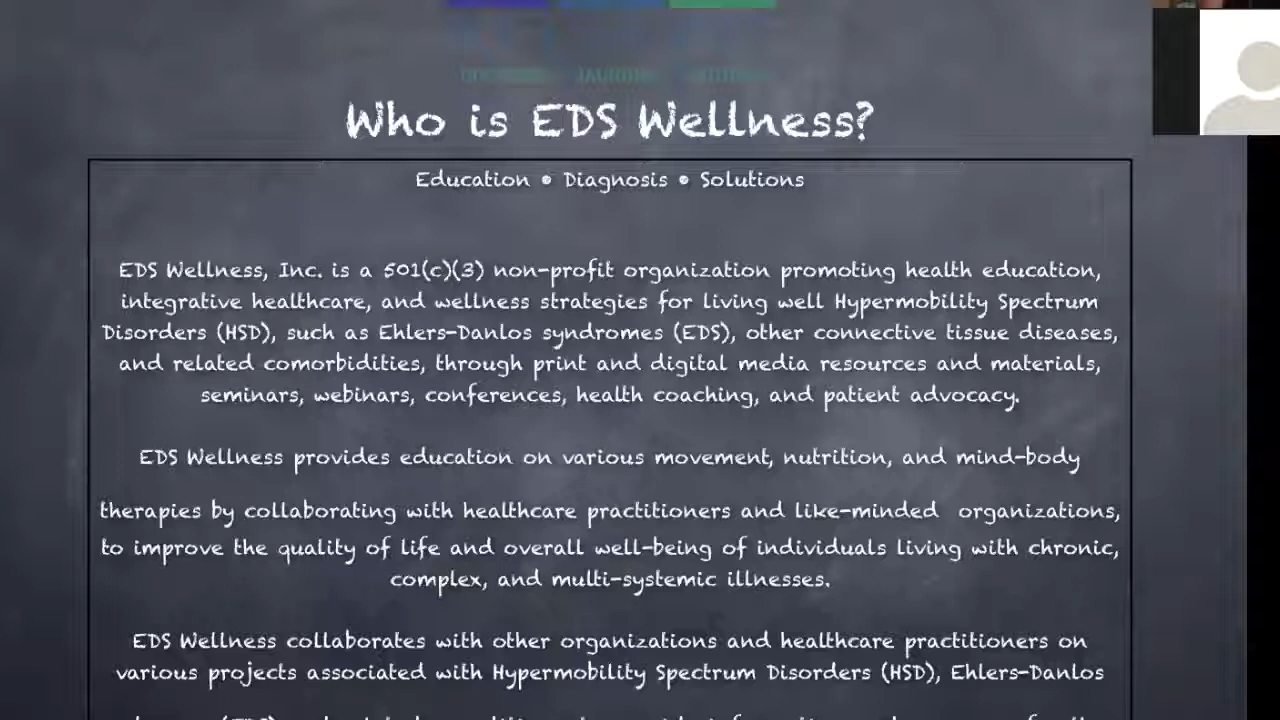 Who is EDS Wellness?
Education • Diagnosis • Solutions
EDS Wellness, Inc. is a 501(c)(3) non-profit organization promoting health education,
integrative healthcare, and wellness strategies for living well Hypermobility Spectrum
Disorders (HSD), such as Ehlers-Danlos syndromes (EDS), other connective tissue diseases,
and related comorbidities, through print and digital media resources and materials,
seminars, webinars, conferences, health coaching, and patient advocacy.
EDS Wellness provides education on various movement, nutrition, and mind-body
therapies by collaborating with healthcare practitioners and like-minded organizations,
to improve the quality of life and overall well-being of individuals living with chronic,
complex, and multi-systemic illnesses.
EDS Wellness collaborates with other organizations and healthcare practitioners on
various projects associated with Hypermobility Spectrum Disorders (HSD), Ehlers-Danlos